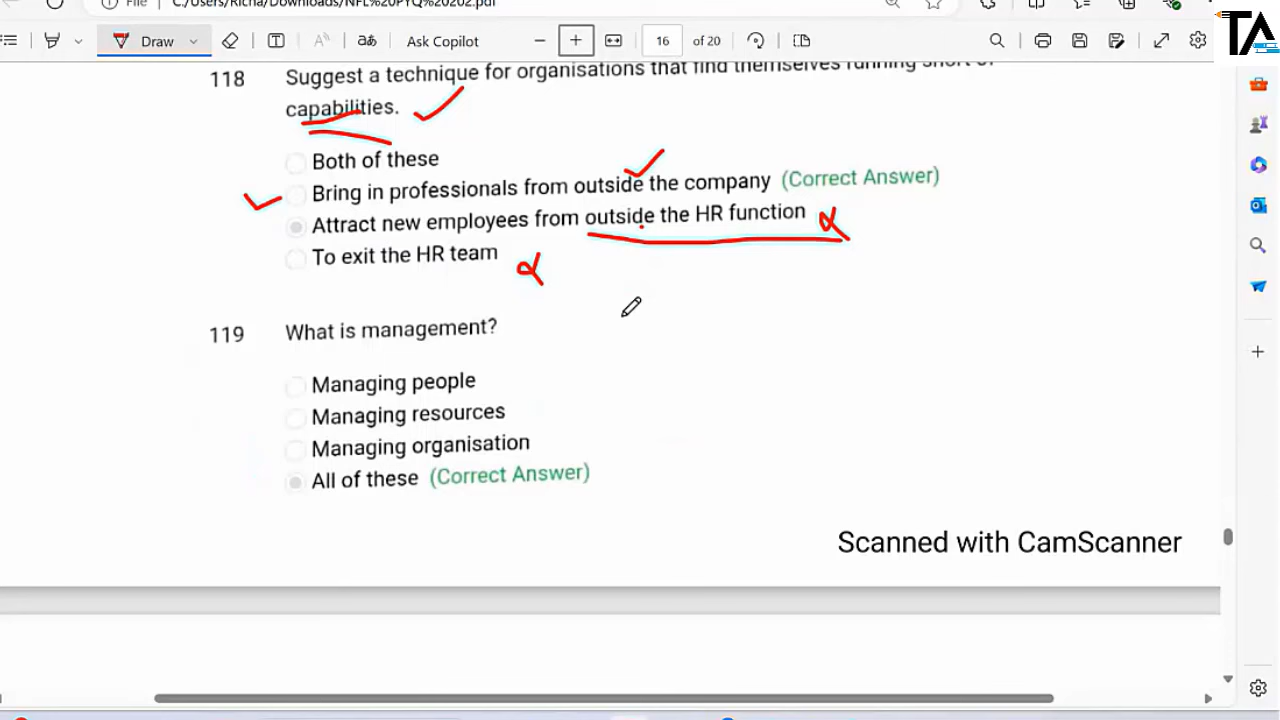 File C:/Users/Richa/Downloads/NFL%20PYQ%202.pdf
Draw Ask Copilot 16 of 20
TA
118 Suggest a technique for organisations that find themselves running short of
capabilities.
Both of these
Bring in professionals from outside the company (Correct Answer)
Attract new employees from outside the HR function
To exit the HR team
119 What is management?
Managing people
Managing resources
Managing organisation
All of these (Correct Answer)
Scanned with CamScanner